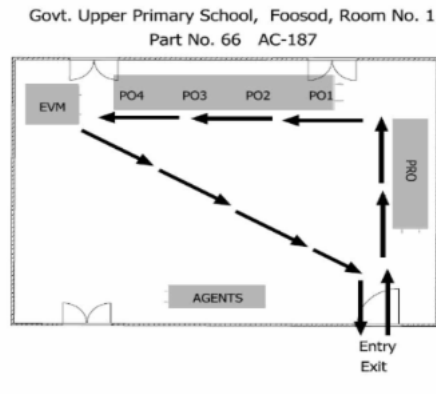 Govt. Upper Primary School, Foosod, Room No. 1
Part No. 66 AC-187
EVM
PO4 PO3 PO2 PO1
PRO
AGENTS
Entry
Exit